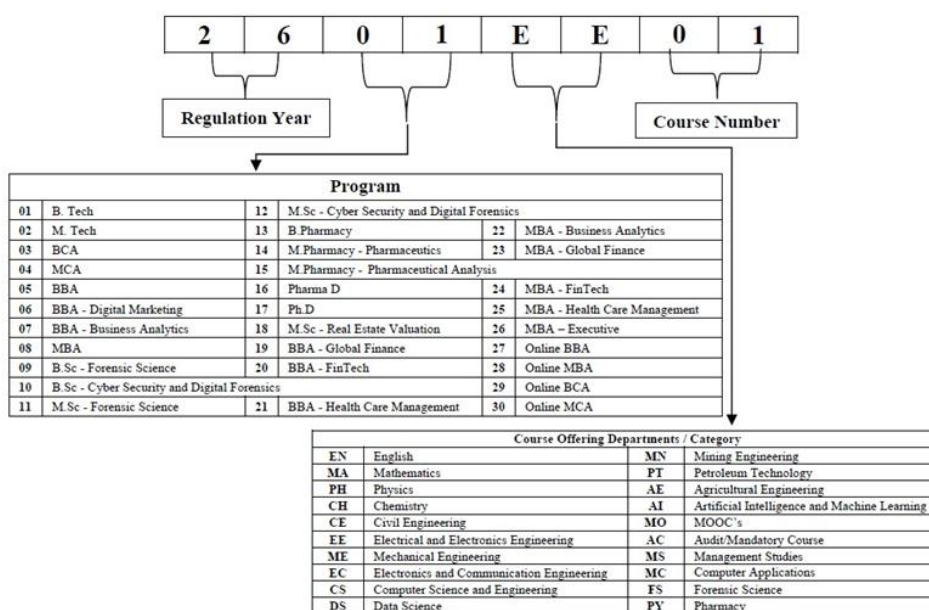 2 6 0 1 E E 0 1
Regulation Year
Course Number
Program
01 B. Tech 12 M.Sc - Cyber Security and Digital Forensics
02 M. Tech 13 B.Pharmacy 22 MBA - Business Analytics
03 BCA 14 M.Pharmacy - Pharmaceutics 23 MBA - Global Finance
04 MCA 15 M.Pharmacy - Pharmaceutical Analysis
05 BBA 16 Pharma D 24 MBA - FinTech
06 BBA - Digital Marketing 17 Ph.D 25 MBA - Health Care Management
07 BBA - Business Analytics 18 M.Sc - Real Estate Valuation 26 MBA – Executive
08 MBA 19 BBA - Global Finance 27 Online BBA
09 B.Sc - Forensic Science 20 BBA - FinTech 28 Online MBA
10 B.Sc - Cyber Security and Digital Forensics 29 Online BCA
11 M.Sc - Forensic Science 21 BBA - Health Care Management 30 Online MCA
Course Offering Departments / Category
EN English MN Mining Engineering
MA Mathematics PT Petroleum Technology
PH Physics AE Agricultural Engineering
CH Chemistry AI Artificial Intelligence and Machine Learning
CE Civil Engineering MO MOOC's
EE Electrical and Electronics Engineering AC Audit/Mandatory Course
ME Mechanical Engineering MS Management Studies
EC Electronics and Communication Engineering MC Computer Applications
CS Computer Science and Engineering FS Forensic Science
DS Data Science PY Pharmacy